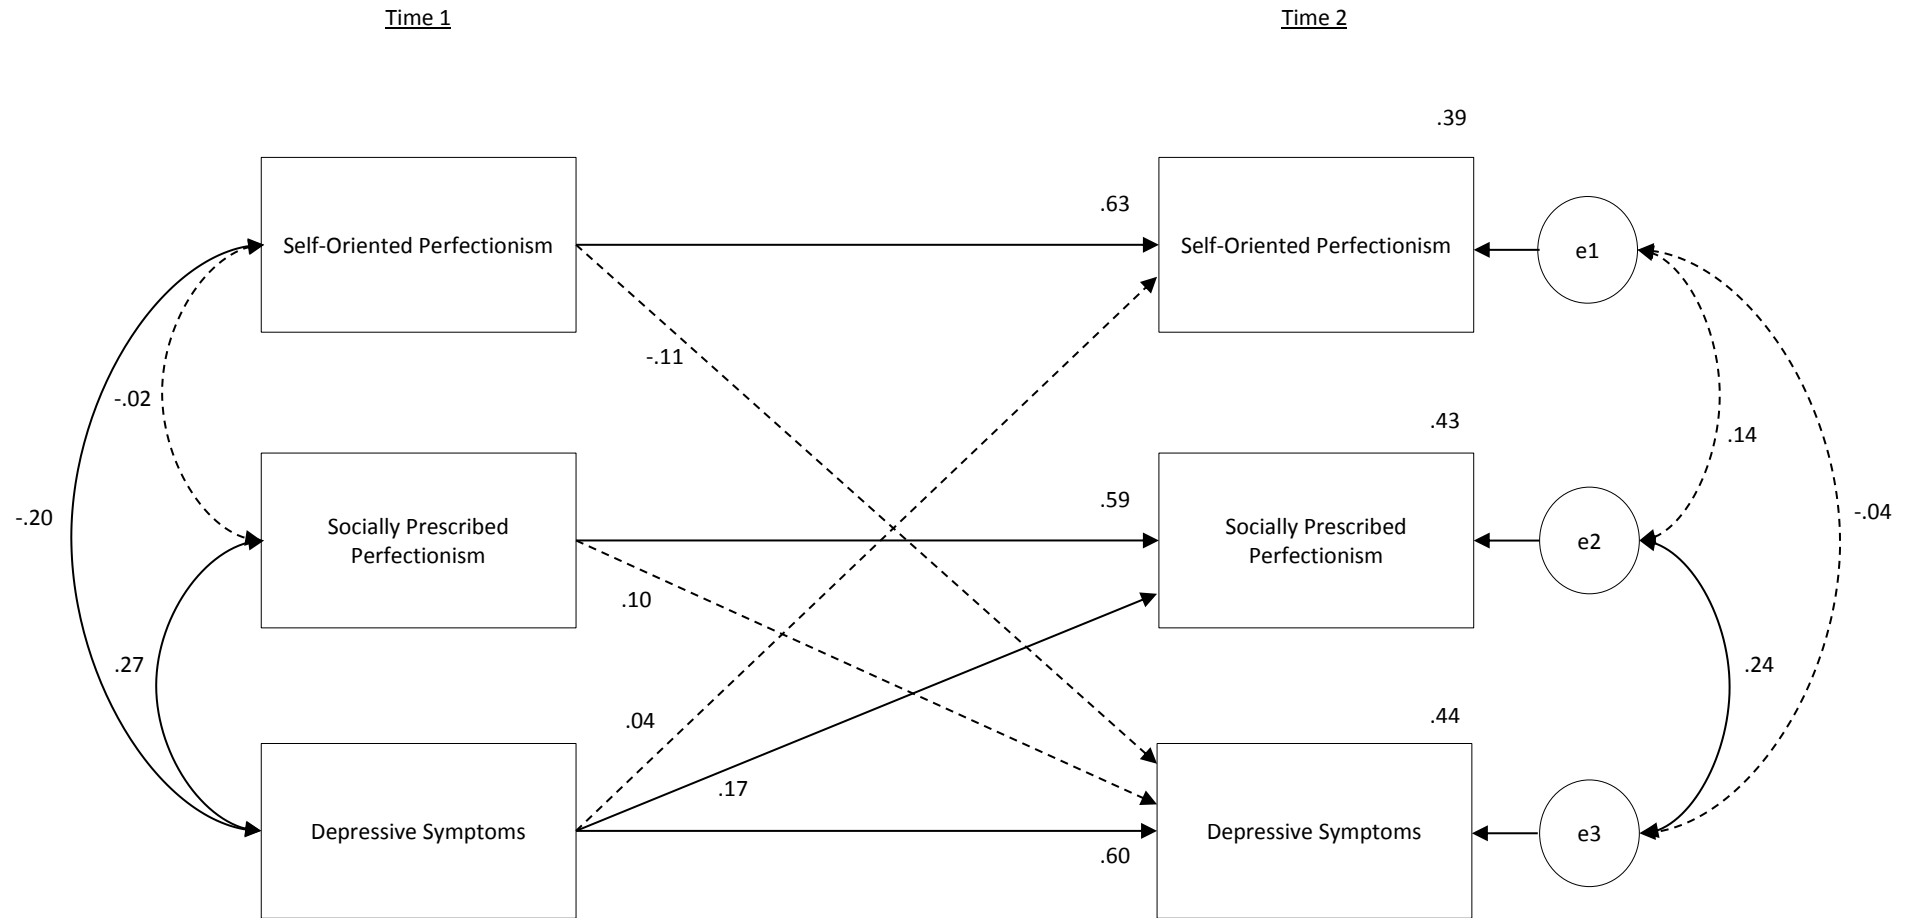 Time 1
Time 2
.39
.63
Self-Oriented Perfectionism
Self-Oriented Perfectionism
e1
-.11
-.02
.43
.14
.59
-.20
-.04
Socially Prescribed
Perfectionism
Socially Prescribed
Perfectionism
e2
.10
.27
.24
.04
.44
.17
Depressive Symptoms
Depressive Symptoms
e3
.60